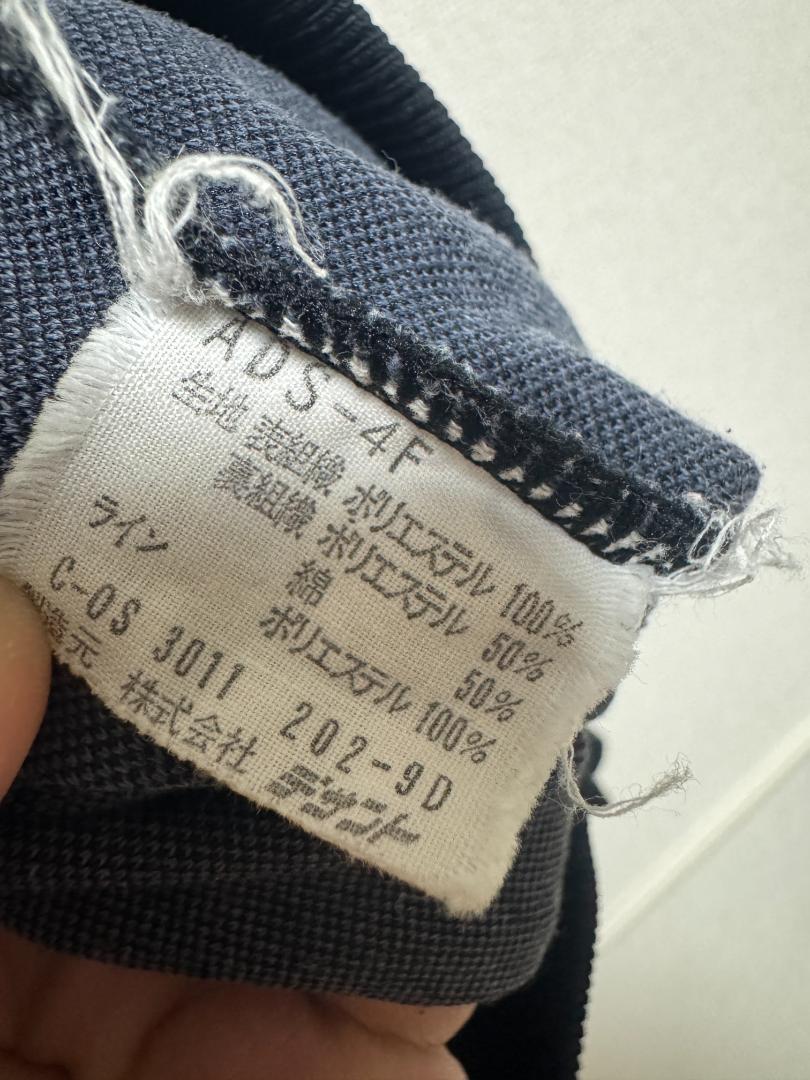 ADS-4F
生地 表組織 ポリエステル 100%
裏組織 ポリエステル 50%
綿 50%
ライン ポリエステル 100%
C-OS 3011 202-9D
製造元 株式会社 デサント